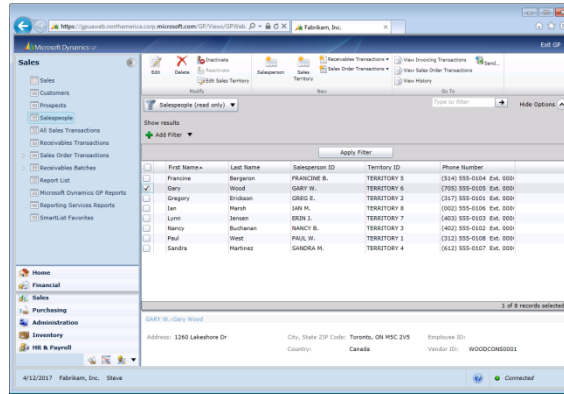 https://gpuaweb.northamerica.corp.microsoft.com/GP/Views/GPWeb.
Fabrikam, Inc.
Microsoft Dynamics GP
Exit GP
Sales
Sales
Customers
Prospects
Salespeople
All Sales Transactions
Receivables Transactions
Sales Order Transactions
Receivables Batches
Report List
Microsoft Dynamics GP Reports
Reporting Services Reports
SmartList Favorites
Home
Financial
Sales
Purchasing
Administration
Inventory
HR & Payroll
Edit
Delete
Inactivate
Reactivate
Edit Sales Territory
Modify
Salesperson
Sales Territory
Receivables Transactions
Sales Order Transactions
New
View Invoicing Transactions
View Sales Order Transactions
View History
Send...
Go To
Salespeople (read only)
Type to filter
Hide Options
Show results
Add Filter
Apply Filter
First Name Last Name Salesperson ID Territory ID Phone Number
Francine Bergeron FRANCINE B. TERRITORY 5 (514) 555-0104 Ext. 000
Gary Wood GARY W. TERRITORY 6 (705) 555-0105 Ext. 000
Gregory Erickson GREG E. TERRITORY 2 (317) 555-0101 Ext. 000
Ian Marsh IAN M. TERRITORY 8 (002) 555-0106 Ext. 000
Lynn Jensen ERIN J. TERRITORY 7 (403) 555-0103 Ext. 000
Nancy Buchanan NANCY B. TERRITORY 3 (402) 555-0102 Ext. 000
Paul West PAUL W. TERRITORY 1 (312) 555-0108 Ext. 000
Sandra Martinez SANDRA M. TERRITORY 4 (612) 555-0107 Ext. 000
1 of 8 records selected
GARY W.-Gary Wood
Address: 1260 Lakeshore Dr City, State ZIP Code: Toronto, ON M5C 2V5 Employee ID:
Country: Canada Vendor ID: WOODCONS0001
4/12/2017 Fabrikam, Inc. Steve
Connected